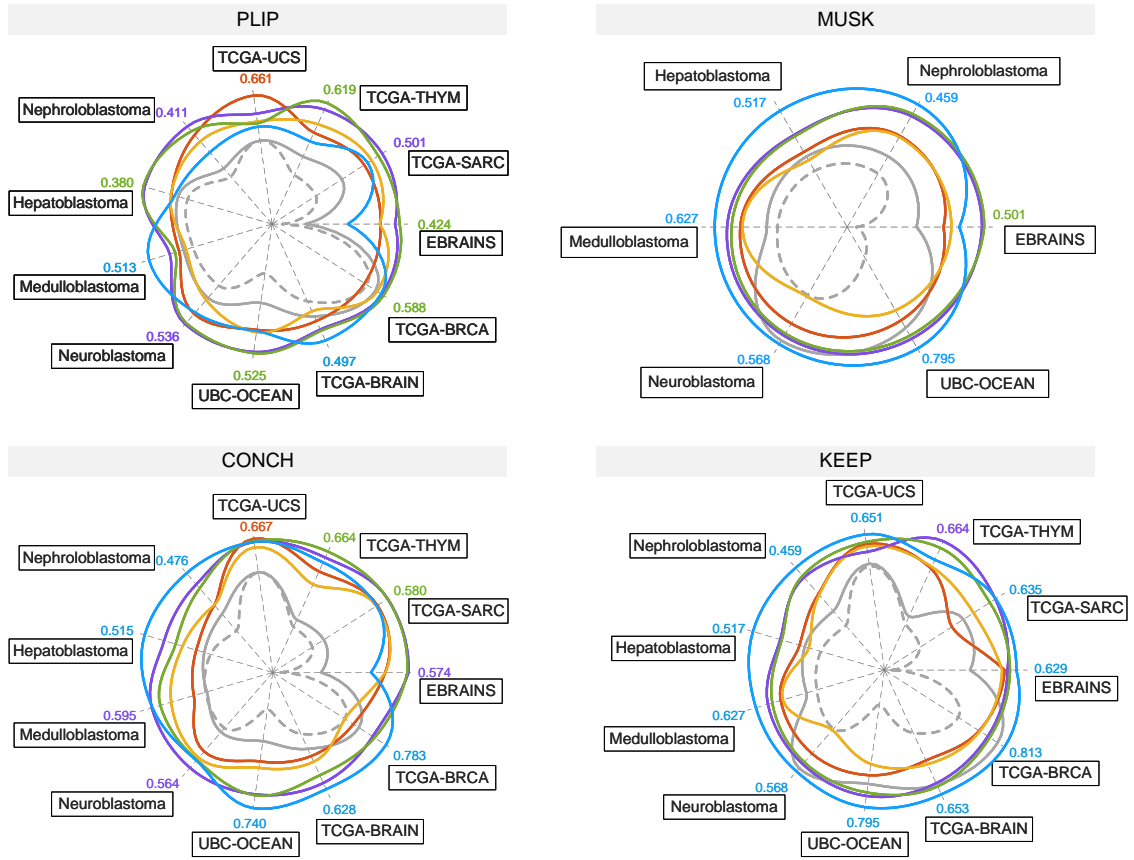 PLIP
TCGA-UCS
0.661
0.619
TCGA-THYM
Nephroloblastoma
0.411
0.501
TCGA-SARC
0.380
Hepatoblastoma
0.424
EBRAINS
0.513
Medulloblastoma
0.588
TCGA-BRCA
0.536
Neuroblastoma
0.497
TCGA-BRAIN
0.525
UBC-OCEAN
MUSK
Hepatoblastoma
0.517
Nephroblastoma
0.459
0.627
Medulloblastoma
0.501
EBRAINS
0.568
Neuroblastoma
0.795
UBC-OCEAN
CONCH
TCGA-UCS
0.667
0.664
TCGA-THYM
Nephroloblastoma
0.476
0.580
TCGA-SARC
0.515
Hepatoblastoma
0.574
EBRAINS
0.595
Medulloblastoma
0.783
TCGA-BRCA
0.564
Neuroblastoma
0.628
TCGA-BRAIN
0.740
UBC-OCEAN
KEEP
TCGA-UCS
0.651
0.664
TCGA-THYM
Nephroloblastoma
0.459
0.635
TCGA-SARC
0.517
Hepatoblastoma
0.629
EBRAINS
0.627
Medulloblastoma
0.813
TCGA-BRCA
0.568
Neuroblastoma
0.653
TCGA-BRAIN
0.795
UBC-OCEAN